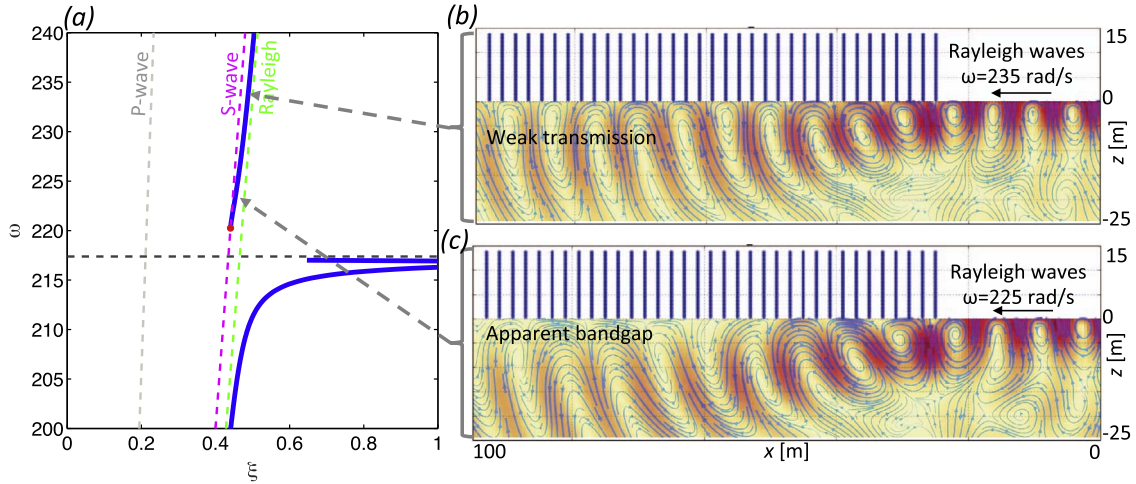 (a)
240
235
230
225
220
215
210
205
200
ω
0
0.2
0.4
0.6
0.8
1
ξ
P-wave
S-wave
Rayleigh
(b)
Rayleigh waves
ω=235 rad/s
Weak transmission
15
0
-25
z [m]
(c)
Rayleigh waves
ω=225 rad/s
Apparent bandgap
15
0
-25
z [m]
100
x [m]
0